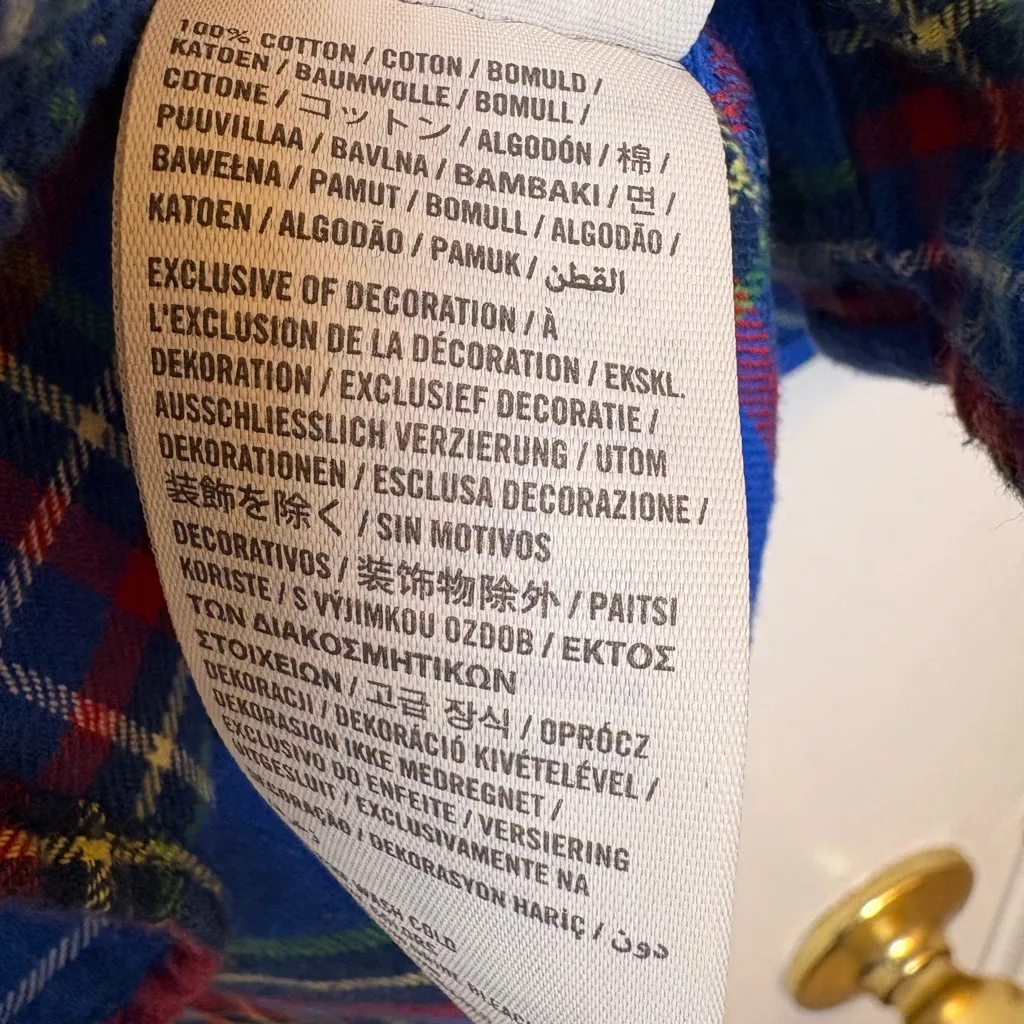 100% COTTON / COTON / BOMULD /
KATOEN / BAUMWOLLE / BOMULL /
COTONE / コットン / ALGODÓN / 棉 /
PUUVILLAA / BAVLNA / BAMBAKI / 면 /
BAWEŁNA / PAMUT / BOMULL / ALGODÃO /
KATOEN / ALGODÃO / PAMUK / القطن
EXCLUSIVE OF DECORATION / À
L'EXCLUSION DE LA DÉCORATION / EKSKL.
DEKORATION / EXCLUSIEF DECORATIE /
AUSSCHLIESSLICH VERZIERUNG / UTOM
DEKORATIONEN / ESCLUSA DECORAZIONE /
装飾を除く / SIN MOTIVOS
DECORATIVOS / 装饰物除外 / PAITSI
KORISTE / S VÝJIMKOU OZDOB / ΕΚΤΟΣ
ΤΩΝ ΔΙΑΚΟΣΜΗΤΙΚΩΝ
ΣΤΟΙΧΕΙΩΝ / 고급 장식 / OPRÓCZ
DEKORACJI / DEKORÁCIÓ KIVÉTELÉVEL /
DEKORASJON IKKE MEDREGNET /
EXCLUSIVO DO ENFEITE / VERSIERING
UITGESLUIT / EXCLUSIVAMENTE NA
DECORAÇÃO / DEKORASYON HARİÇ / دون
WASH COLD